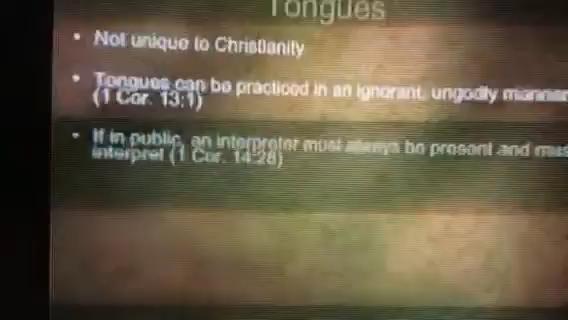 Tongues
• Not unique to Christianity
• Tongues can be practiced in an ignorant, ungodly manner
(1 Cor. 13:1)
• If in public, an interpreter must always be present and
interpret (1 Cor. 14:28)